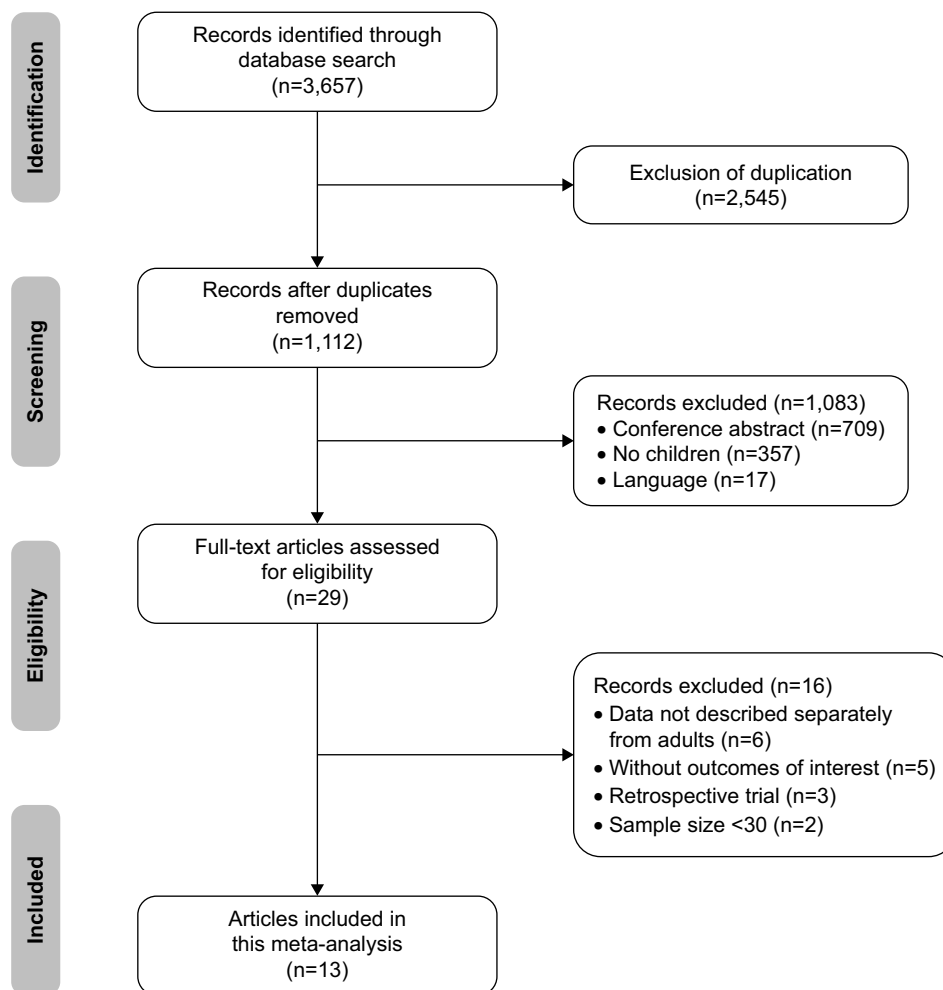 Identification
Records identified through
database search
(n=3,657)
Exclusion of duplication
(n=2,545)
Screening
Records after duplicates
removed
(n=1,112)
Records excluded (n=1,083)
• Conference abstract (n=709)
• No children (n=357)
• Language (n=17)
Eligibility
Full-text articles assessed
for eligibility
(n=29)
Records excluded (n=16)
• Data not described separately
from adults (n=6)
• Without outcomes of interest (n=5)
• Retrospective trial (n=3)
• Sample size <30 (n=2)
Included
Articles included in
this meta-analysis
(n=13)